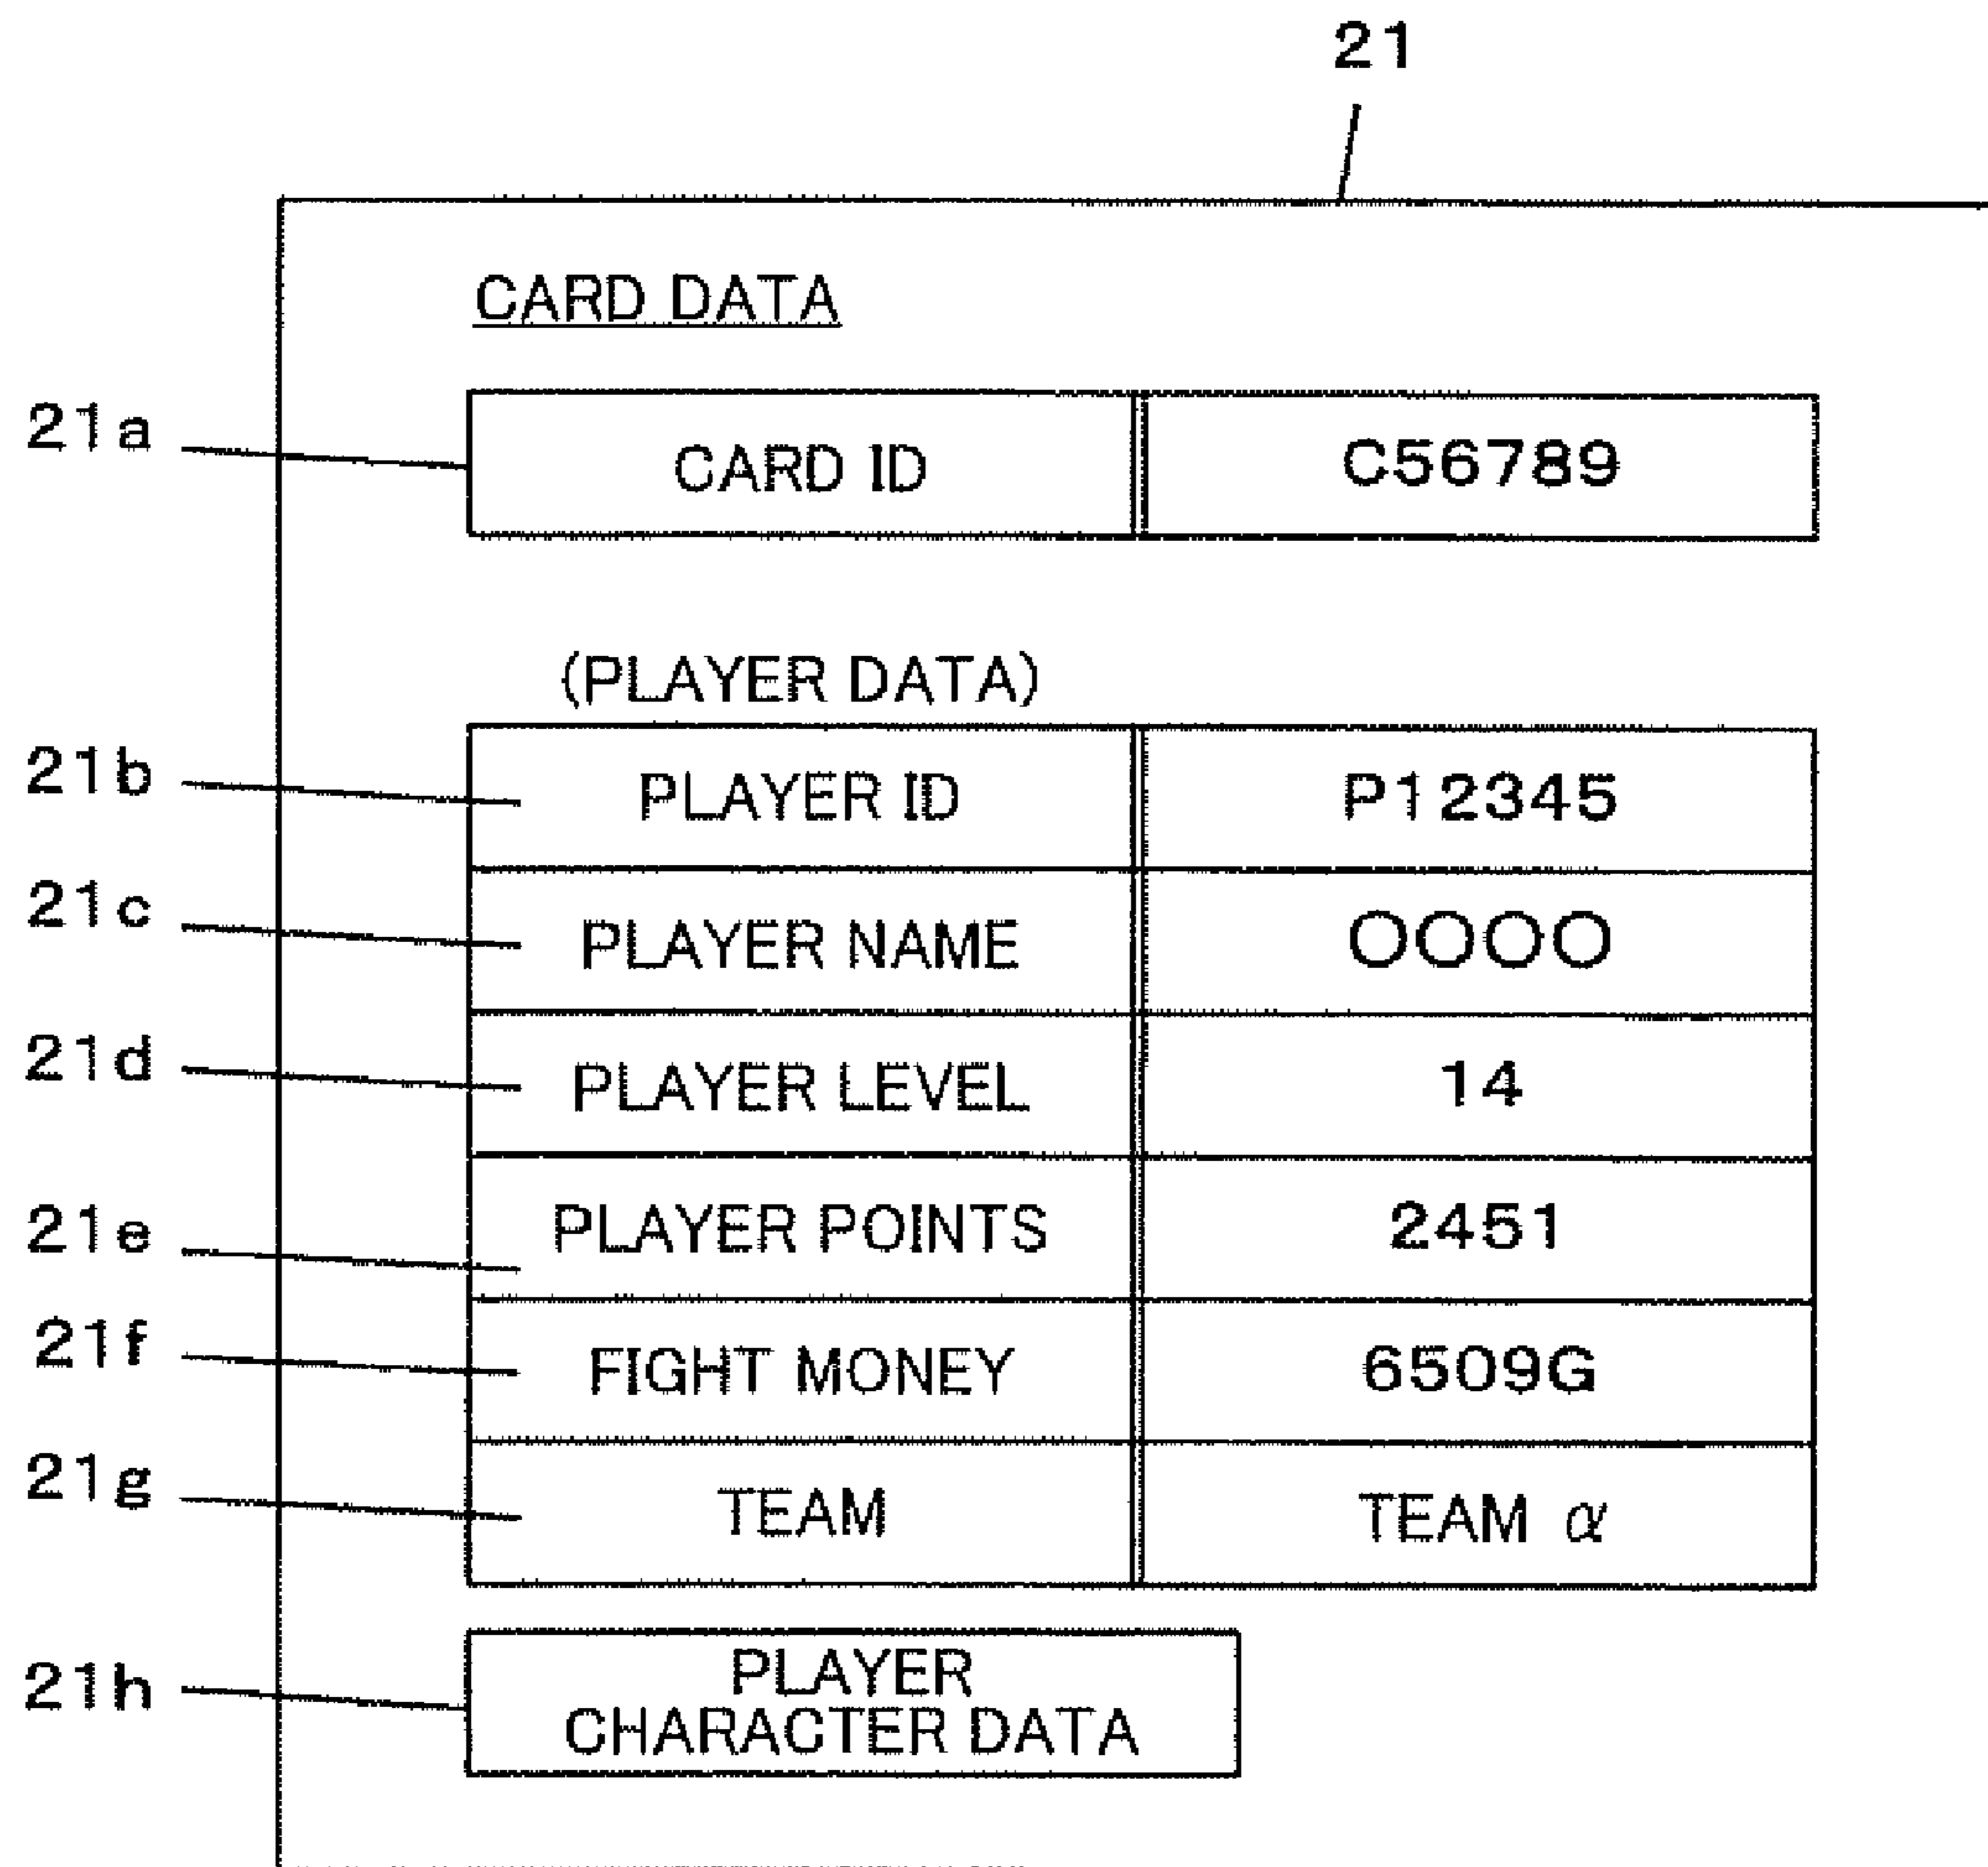 21
CARD DATA
21a CARD ID C56789
(PLAYER DATA)
21b PLAYER ID P12345
21c PLAYER NAME ○○○○
21d PLAYER LEVEL 14
21e PLAYER POINTS 2451
21f FIGHT MONEY 6509G
21g TEAM TEAM α
21h PLAYER
CHARACTER DATA